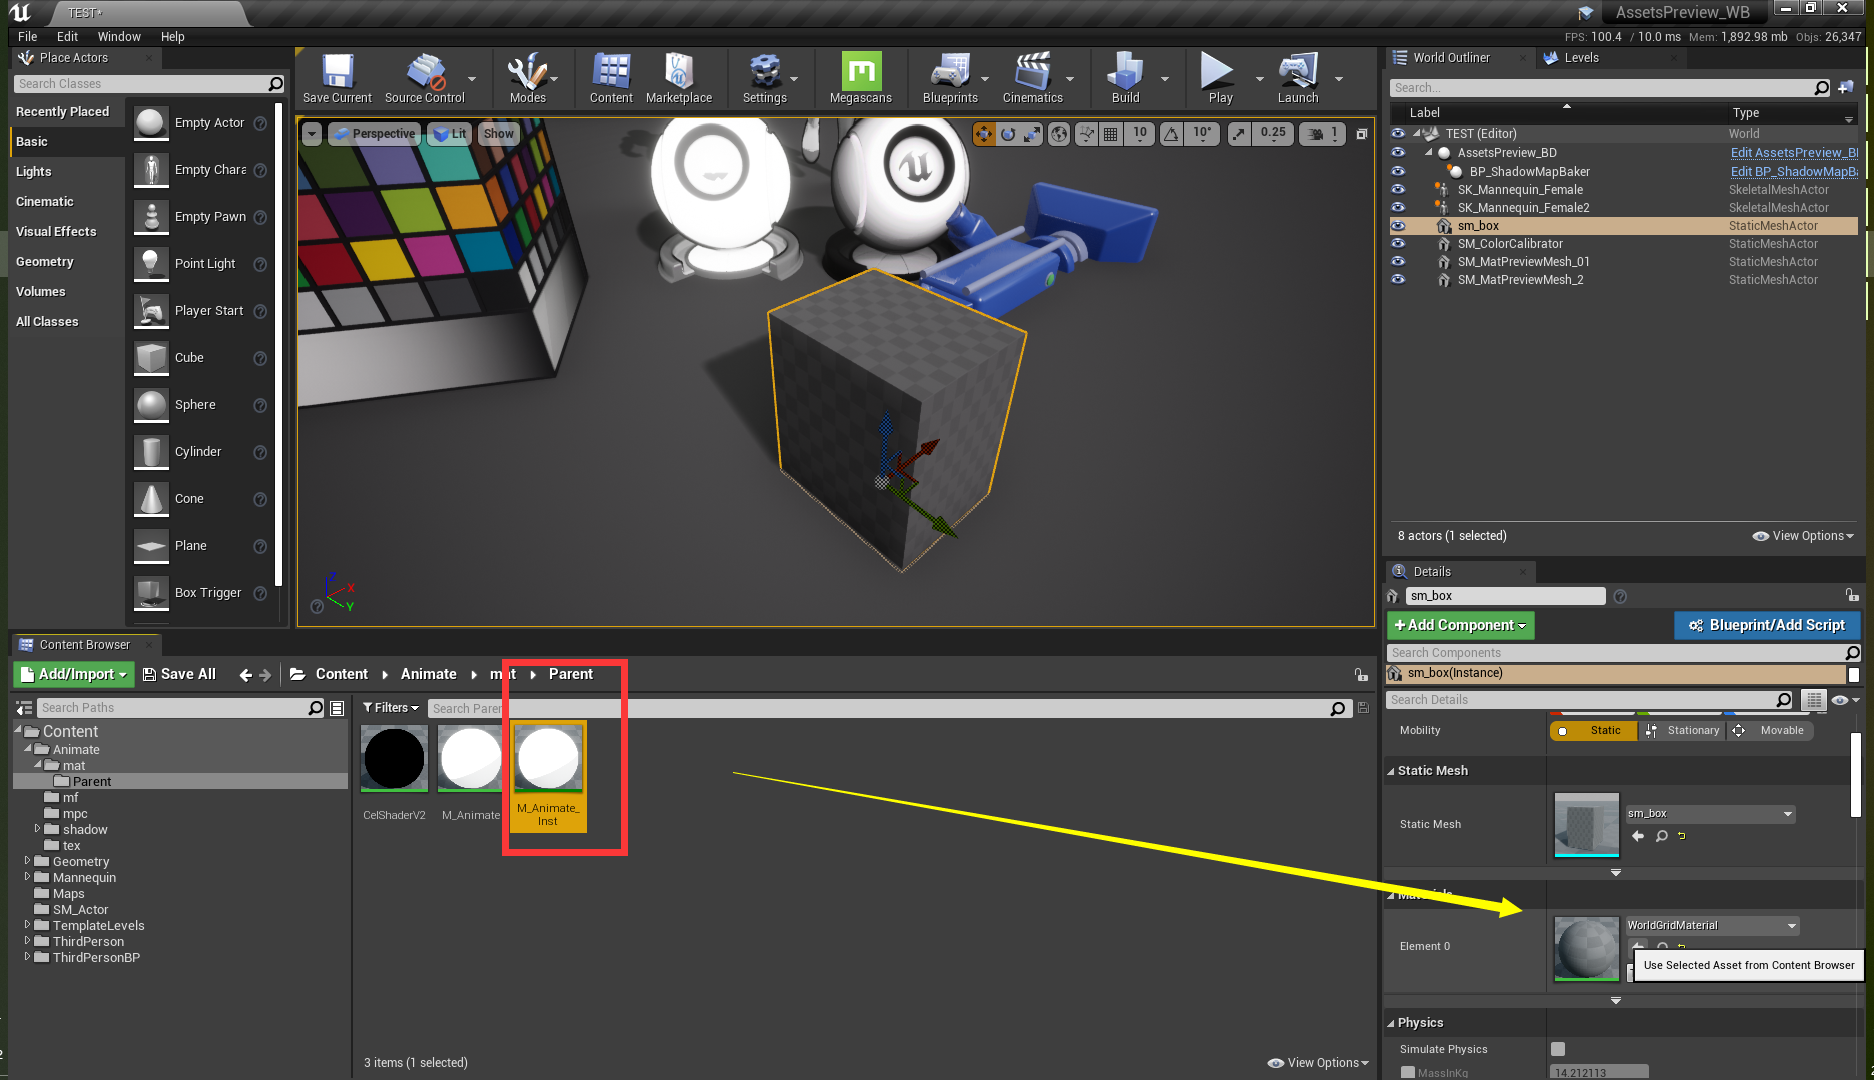 TEST*
AssetsPreview_WB
File Edit Window Help
FPS: 100.4 / 10.0 ms Mem: 1,892.98 mb Objs: 26,347
Place Actors
Search Classes
Recently Placed
Basic
Lights
Cinematic
Visual Effects
Geometry
Volumes
All Classes
Empty Actor
Empty Chara
Empty Pawn
Point Light
Player Start
Cube
Sphere
Cylinder
Cone
Plane
Box Trigger
Save Current
Source Control
Modes
Content
Marketplace
Settings
Megascans
Blueprints
Cinematics
Build
Play
Launch
Perspective
Lit
Show
10
10°
0.25
1
Z
X
Y
World Outliner
Levels
Search...
Label Type
TEST (Editor) World
AssetsPreview_BD Edit AssetsPreview_B
BP_ShadowMapBaker Edit BP_ShadowMapBa
SK_Mannequin_Female SkeletalMeshActor
SK_Mannequin_Female2 SkeletalMeshActor
sm_box StaticMeshActor
SM_ColorCalibrator StaticMeshActor
SM_MatPreviewMesh_01 StaticMeshActor
SM_MatPreviewMesh_2 StaticMeshActor
8 actors (1 selected)
View Options
Details
sm_box
+Add Component
Blueprint/Add Script
Search Components
sm_box(Instance)
Search Details
Mobility
Static
Stationary
Movable
Static Mesh
Static Mesh
sm_box
Element 0
WorldGridMaterial
Use Selected Asset from Content Browser
Physics
Simulate Physics
MassInKg
14.212113
Content Browser
Add/Import
Save All
Content
Animate
Parent
Search Paths
Filters
Content
Animate
mat
Parent
mf
mpc
shadow
tex
Geometry
Mannequin
Maps
SM_Actor
TemplateLevels
ThirdPerson
ThirdPersonBP
CelShaderV2
M_Animate
M_Animate_
Inst
3 items (1 selected)
View Options